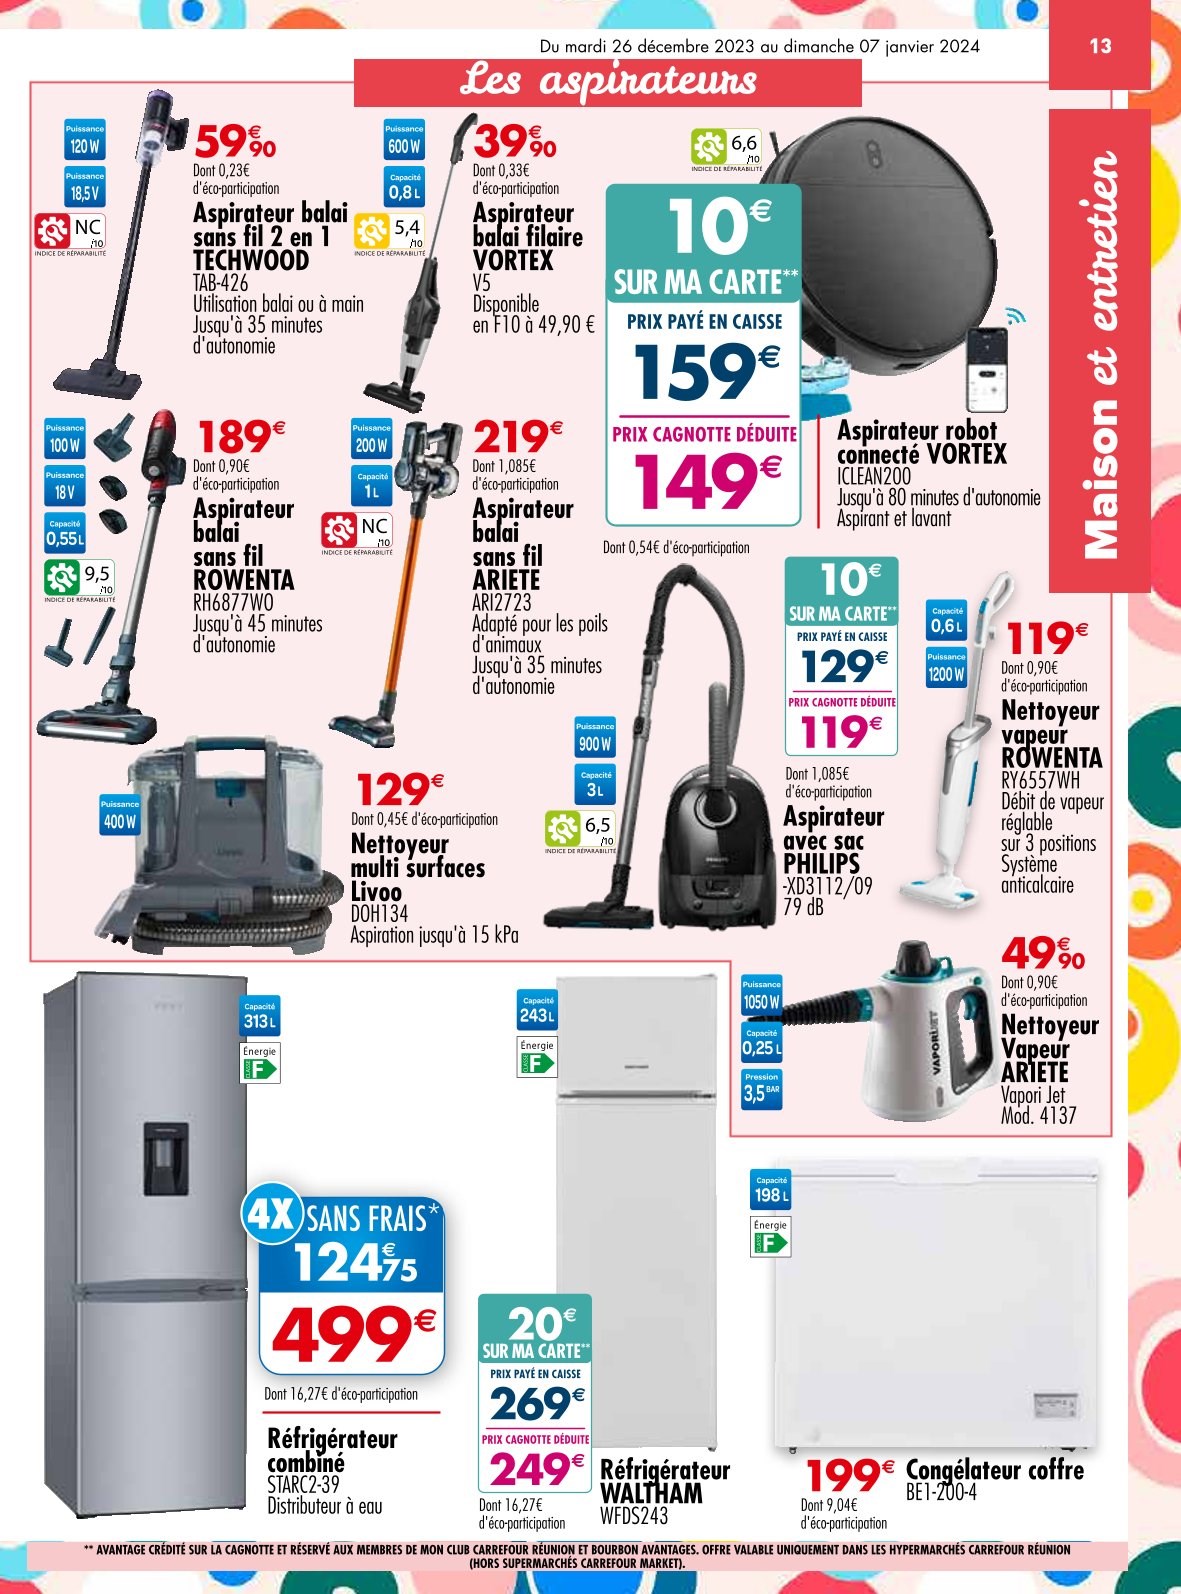 Du mardi 26 décembre 2023 au dimanche 07 janvier 2024
13
Les aspirateurs
Maison et entretien
Puissance
120 W
Puissance
18,5 V
NC
/10
INDICE DE RÉPARABILITÉ
59€90
Dont 0,23€
d'éco-participation
Aspirateur balai
sans fil 2 en 1
TECHWOOD
TAB-426
Utilisation balai ou à main
Jusqu'à 35 minutes
d'autonomie
Puissance
600 W
Capacité
0,8 L
5,4
/10
INDICE DE RÉPARABILITÉ
39€90
Dont 0,33€
d'éco-participation
Aspirateur
balai filaire
VORTEX
V5
Disponible
en F10 à 49,90 €
6,6
/10
INDICE DE RÉPARABILITÉ
10€
SUR MA CARTE**
PRIX PAYÉ EN CAISSE
159€
PRIX CAGNOTTE DÉDUITE
149€
Dont 0,54€ d'éco-participation
Aspirateur robot
connecté VORTEX
ICLEAN200
Jusqu'à 80 minutes d'autonomie
Aspirant et lavant
Puissance
100 W
Puissance
18 V
Capacité
0,55 L
9,5
/10
INDICE DE RÉPARABILITÉ
189€
Dont 0,90€
d'éco-participation
Aspirateur
balai
sans fil
ROWENTA
RH6877WO
Jusqu'à 45 minutes
d'autonomie
Puissance
200 W
Capacité
1 L
NC
/10
INDICE DE RÉPARABILITÉ
219€
Dont 1,085€
d'éco-participation
Aspirateur
balai
sans fil
ARIETE
ARI2723
Adapté pour les poils
d'animaux
Jusqu'à 35 minutes
d'autonomie
Puissance
900 W
Capacité
3 L
6,5
/10
INDICE DE RÉPARABILITÉ
PHILIPS
10€
SUR MA CARTE**
PRIX PAYÉ EN CAISSE
129€
PRIX CAGNOTTE DÉDUITE
119€
Dont 1,085€
d'éco-participation
Aspirateur
avec sac
PHILIPS
-XD3112/09
79 dB
Capacité
0,6 L
Puissance
1200 W
119€
Dont 0,90€
d'éco-participation
Nettoyeur
vapeur
ROWENTA
RY6557WH
Débit de vapeur
réglable
sur 3 positions
Système
anticalcaire
Puissance
400 W
Livoo
129€
Dont 0,45€ d'éco-participation
Nettoyeur
multi surfaces
Livoo
DOH134
Aspiration jusqu'à 15 kPa
Puissance
1050 W
Capacité
0,25 L
Pression
3,5 BAR
VAPORI JET
49€90
Dont 0,90€
d'éco-participation
Nettoyeur
Vapeur
ARIETE
Vapori Jet
Mod. 4137
Capacité
313 L
Énergie
CLASSE
F
4X SANS FRAIS*
124€75
499€
Dont 16,27€ d'éco-participation
Réfrigérateur
combiné
STARC2-39
Distributeur à eau
Capacité
243 L
Énergie
CLASSE
F
20€
SUR MA CARTE**
PRIX PAYÉ EN CAISSE
269€
PRIX CAGNOTTE DÉDUITE
249€
Dont 16,27€
d'éco-participation
Réfrigérateur
WALTHAM
WFDS243
Capacité
198 L
Énergie
CLASSE
F
199€
Dont 9,04€
d'éco-participation
Congélateur coffre
BE1-200-4
** AVANTAGE CRÉDITÉ SUR LA CAGNOTTE ET RÉSERVÉ AUX MEMBRES DE MON CLUB CARREFOUR RÉUNION ET BOURBON AVANTAGES. OFFRE VALABLE UNIQUEMENT DANS LES HYPERMARCHÉS CARREFOUR RÉUNION
(HORS SUPERMARCHÉS CARREFOUR MARKET).